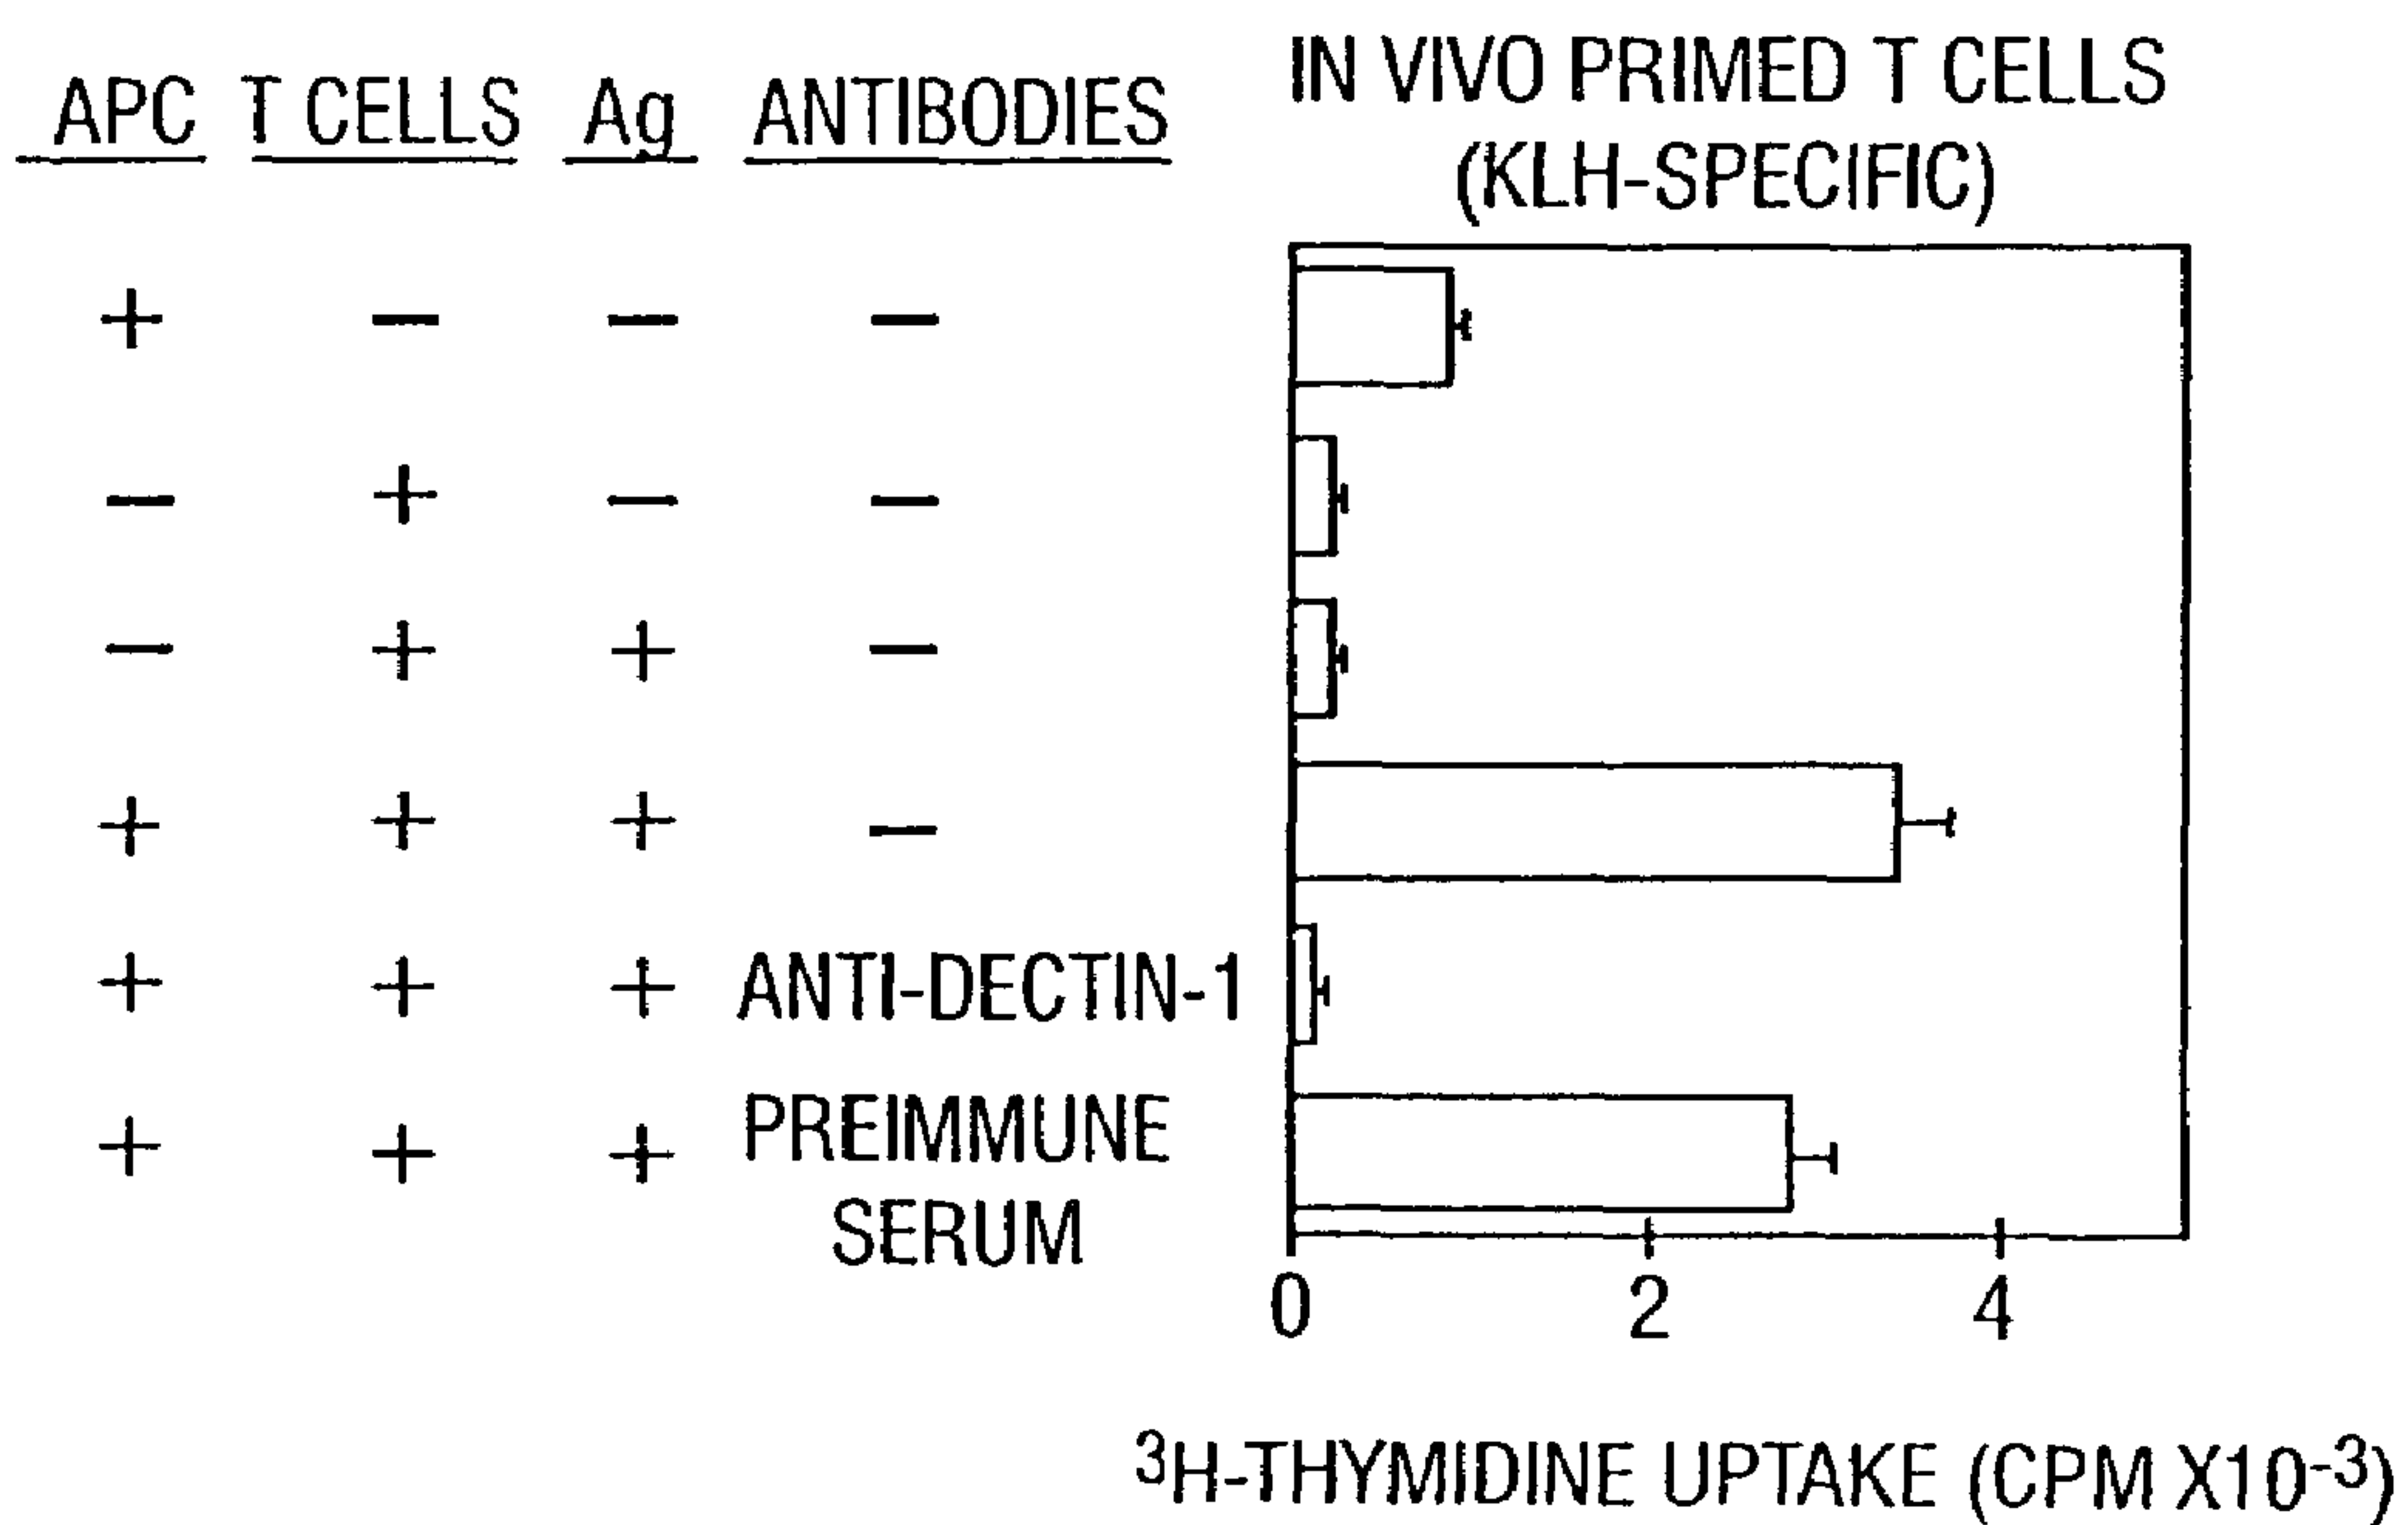 IN VIVO PRIMED T CELLS
(KLH-SPECIFIC)
APC T CELLS Ag ANTIBODIES
+ − − −
− + − −
− + + −
+ + + −
+ + + ANTI-DECTIN-1
+ + + PREIMMUNE
SERUM
0 2 4
³H-THYMIDINE UPTAKE (CPM X10⁻³)